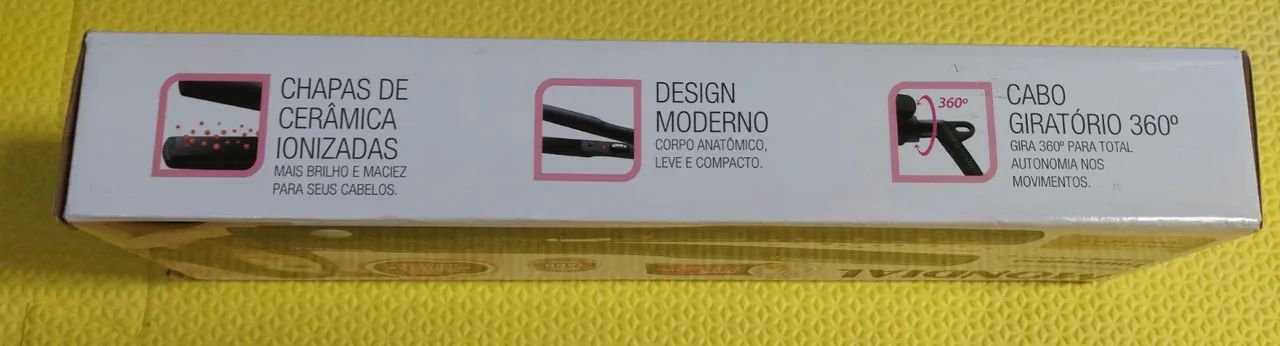 CHAPAS DE
CERÂMICA
IONIZADAS
MAIS BRILHO E MACIEZ
PARA SEUS CABELOS.
DESIGN
MODERNO
CORPO ANATÔMICO,
LEVE E COMPACTO.
360º
CABO
GIRATÓRIO 360º
GIRA 360º PARA TOTAL
AUTONOMIA NOS
MOVIMENTOS.
MONDIAL